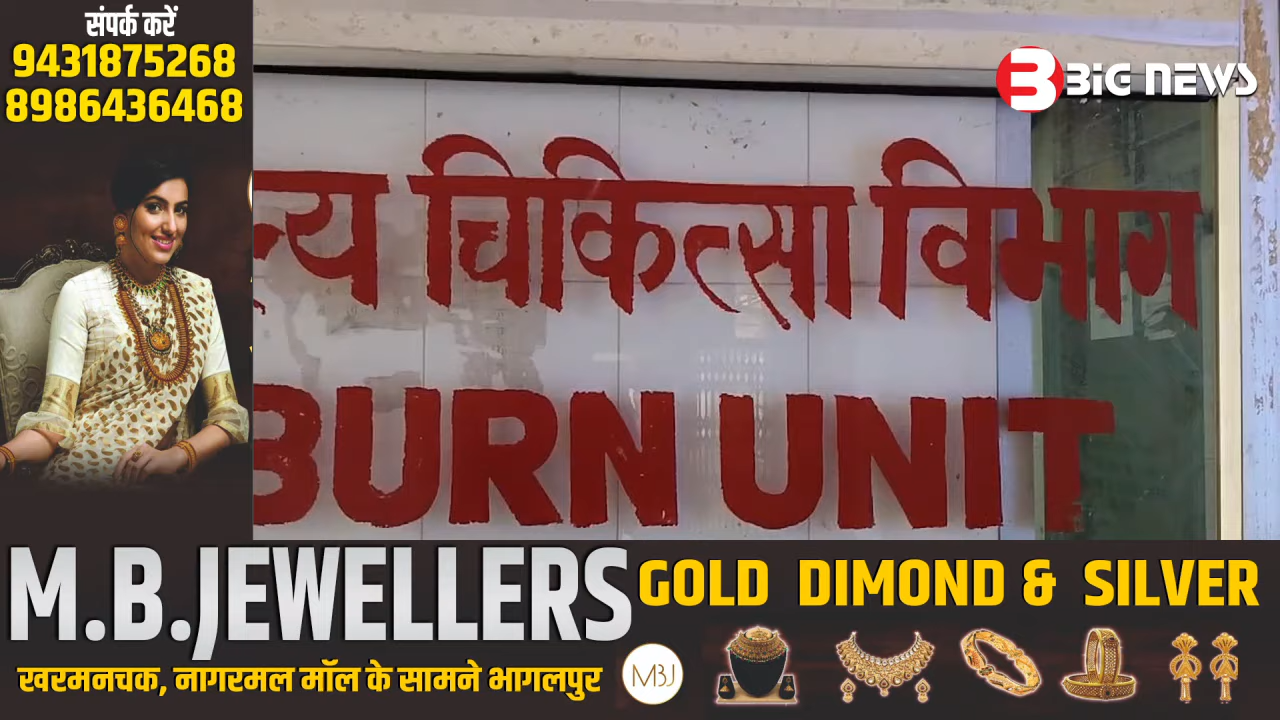 संपर्क करें
9431875268
8986436468
BIG NEWS
चिकित्सा विभाग
BURN UNIT
M.B.JEWELLERS
खरमनचक, नागरमल मॉल के सामने भागलपुर
MBJ
GOLD DIMOND & SILVER